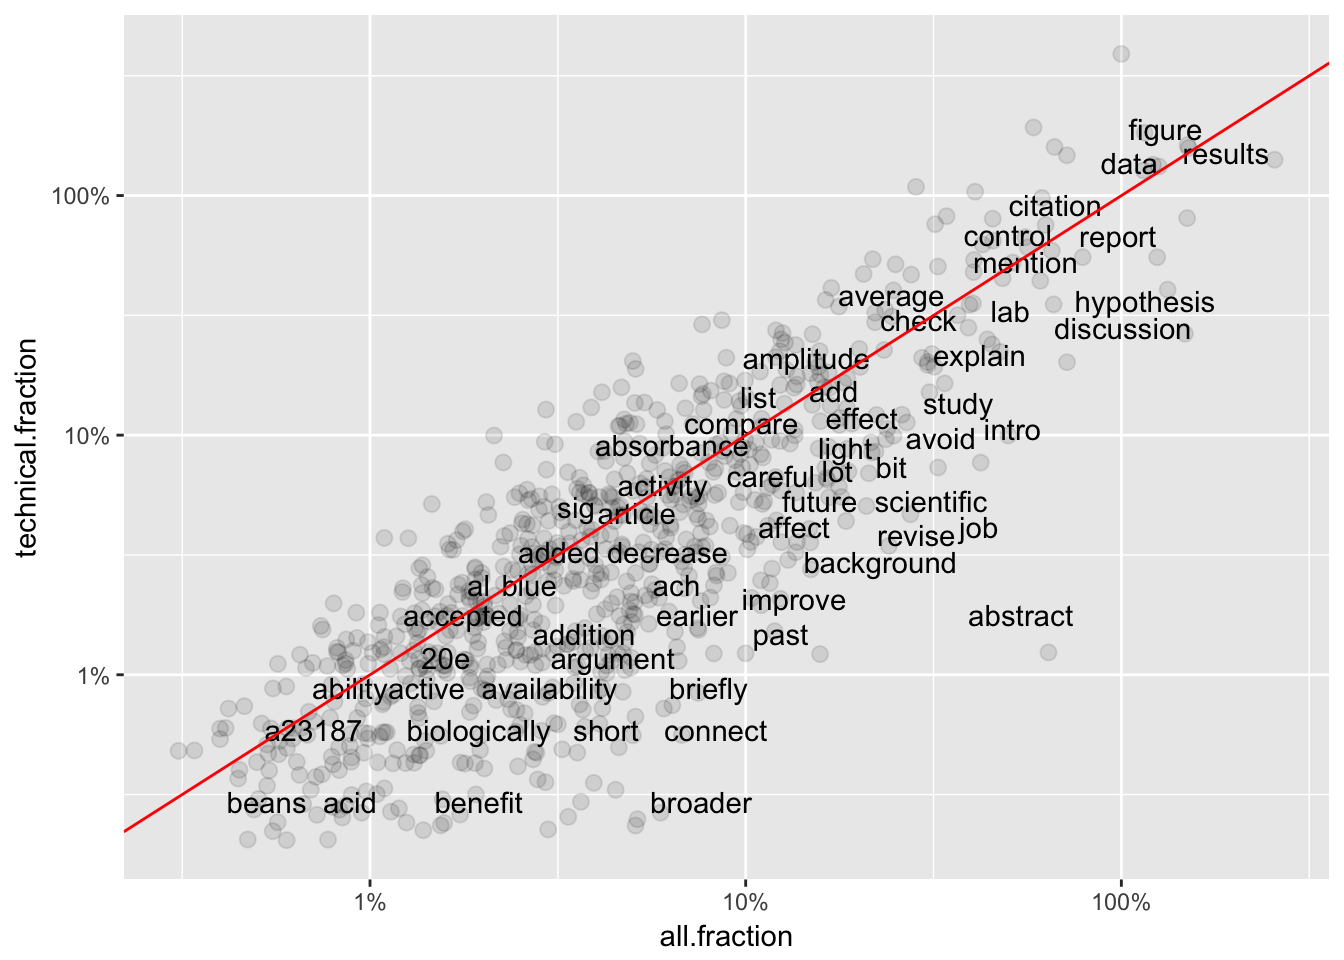 figure
results
data
100%
citation
control report
mention
average
hypothesis
lab
check
discussion
amplitude
explain
list
add
study
effect
compare
intro
10%
absorbance
light
avoid
careful
lot
bit
activity
future
scientific
sig
article
affect
revise
job
technical.fraction
added
decrease
background
al
blue
ach
improve
accepted
earlier
abstract
addition
past
20e
argument
1%
ability
active
availability
briefly
a23187
biologically
short
connect
beans
acid
benefit
broader
1%
10%
100%
all.fraction